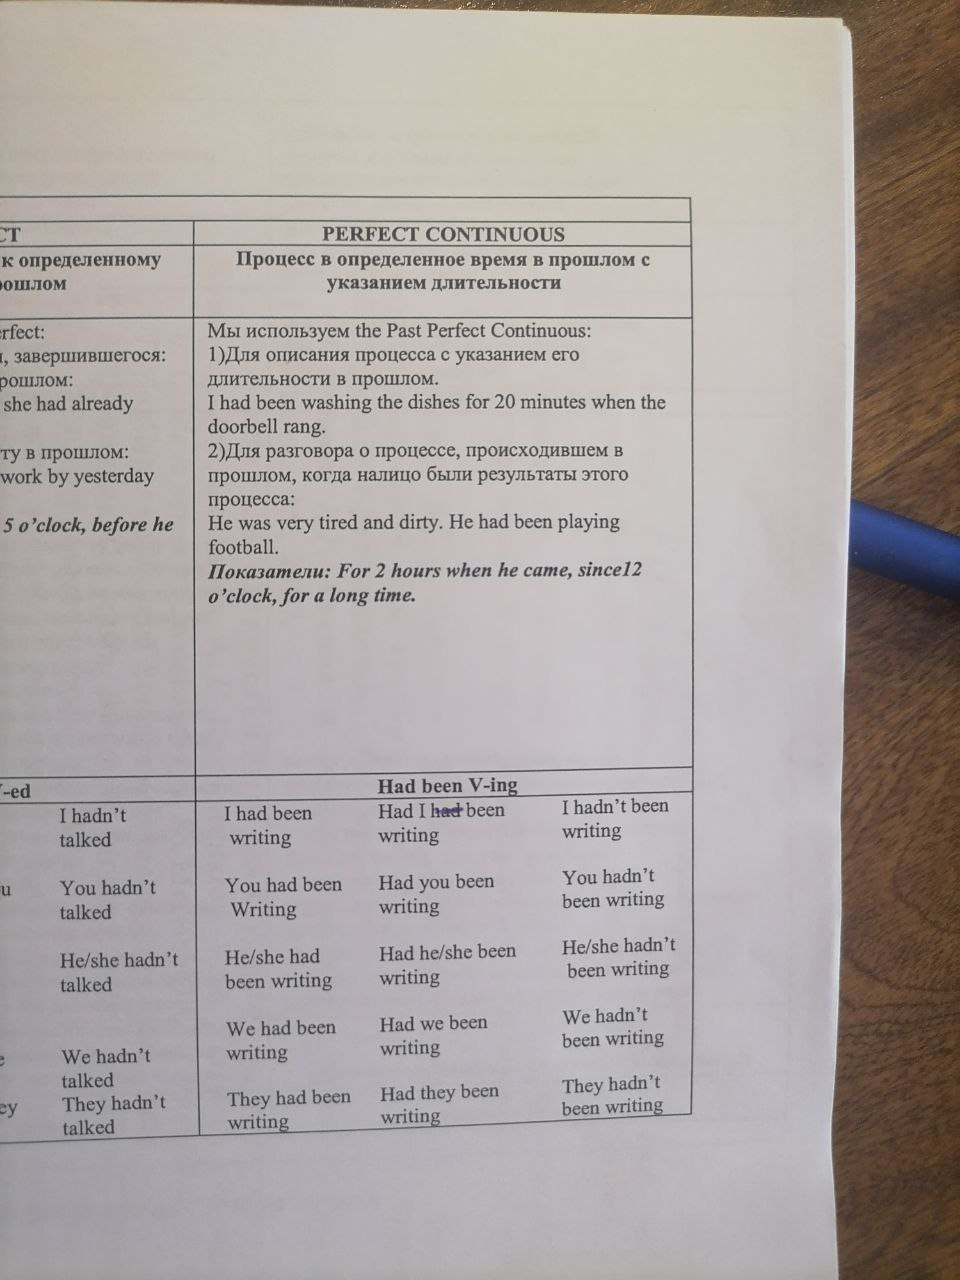 CT
PERFECT CONTINUOUS
к определенному
Процесс в определенное время в прошлом с
указанием длительности
Мы используем the Past Perfect Continuous:
, завершившегося:
1)Для описания процесса с указанием его
длительности в прошлом.
she had already
I had been washing the dishes for 20 minutes when the
doorbell rang.
ту в прошлом:
2)Для разговора о процессе, происходившем в
work by yesterday
прошлом, когда налицо были результаты этого
процесса:
5 o’clock, before he
He was very tired and dirty. He had been playing
football.
Показатели: For 2 hours when he came, since12
o’clock, for a long time.
-ed
Had been V-ing
I hadn’t
talked
I had been
writing
Had I had been
writing
I hadn’t been
writing
u
You hadn’t
talked
You had been
Writing
Had you been
writing
You hadn’t
been writing
He/she hadn’t
talked
He/she had
been writing
Had he/she been
writing
He/she hadn’t
been writing
e
We hadn’t
talked
We had been
writing
Had we been
writing
We hadn’t
been writing
ey
They hadn’t
talked
They had been
writing
Had they been
writing
They hadn’t
been writing